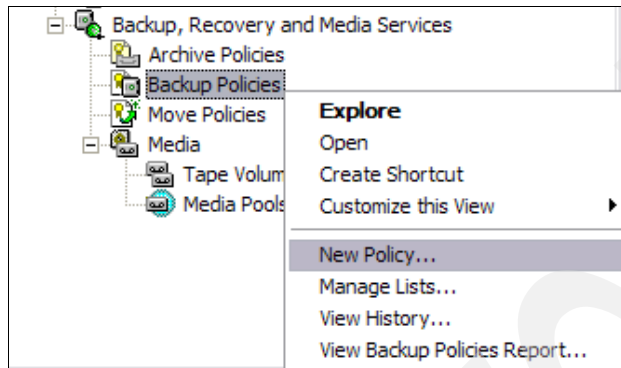 Backup, Recovery and Media Services
Archive Policies
Backup Policies
Move Policies
Media
Tape Volum
Media Pools
Explore
Open
Create Shortcut
Customize this View
New Policy...
Manage Lists...
View History...
View Backup Policies Report...